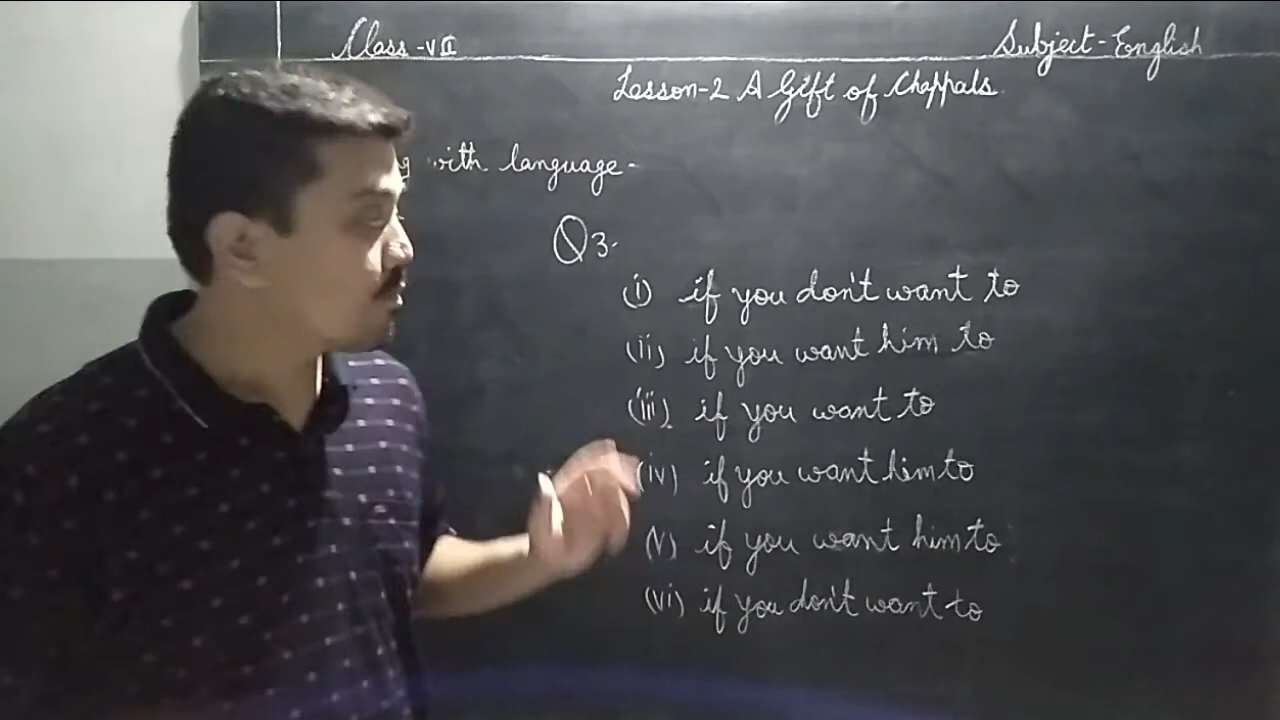 Class - VII
Subject - English
Lesson-2 A Gift of Chappals
with language -
Q3.
(i) if you don't want to
(ii) if you want him to
(iii) if you want to
(iv) if you want him to
(v) if you want him to
(vi) if you don't want to